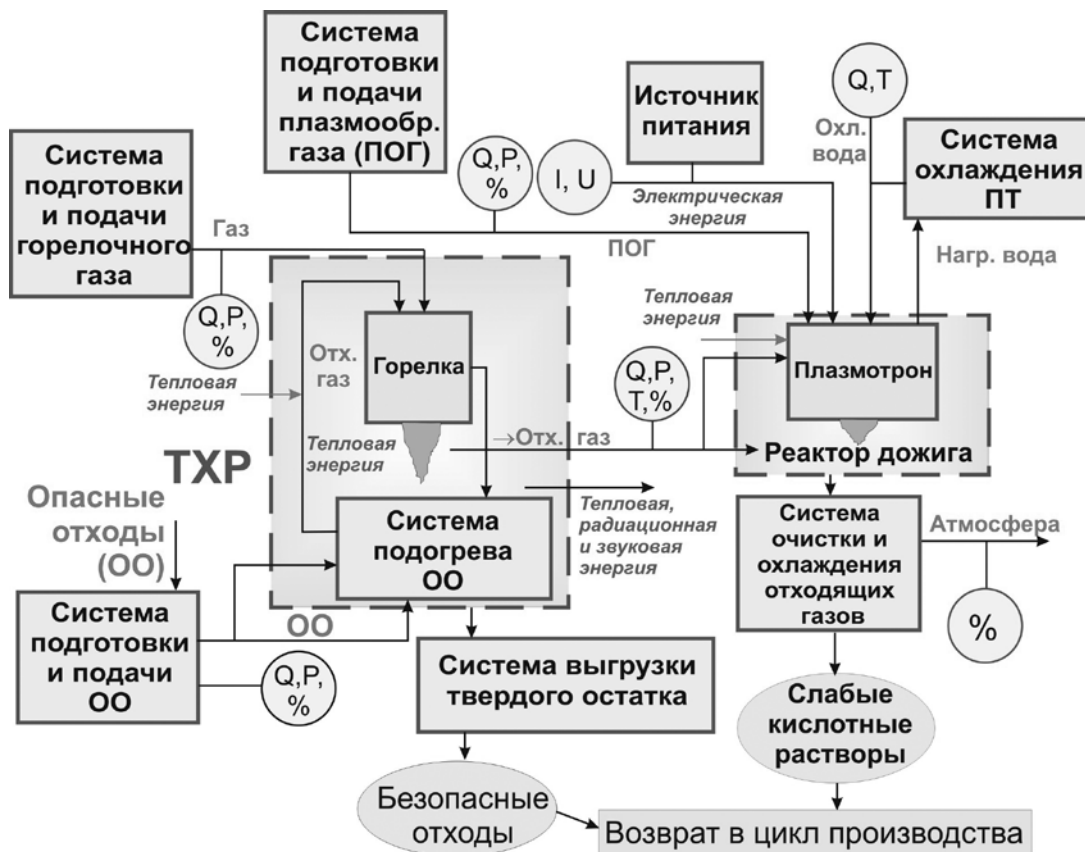 Система
подготовки
и подачи
плазмообр.
газа (ПОГ)
Источник
питания
Q,T
Охл.
вода
Система
охлаждения
ПТ
Система
подготовки
и подачи
горелочного
газа
Q,P,
%
I, U
Электрическая
энергия
Газ
ПОГ
Нагр. вода
Q,P,
%
Тепловая
энергия
Отх.
газ
Горелка
Тепловая
энергия
Q,P,
T,%
Тепловая
энергия
Плазмотрон
Реактор дожига
→Отх. газ
ТХР
Опасные
отходы
(ОО)
Система
подогрева
ОО
Тепловая,
радиационная
и звуковая
энергия
Система
очистки и
охлаждения
отходящих
газов
Атмосфера
%
Система
подготовки
и подачи
ОО
ОО
Q,P,
%
Система выгрузки
твердого остатка
Слабые
кислотные
растворы
Безопасные
отходы
Возврат в цикл производства